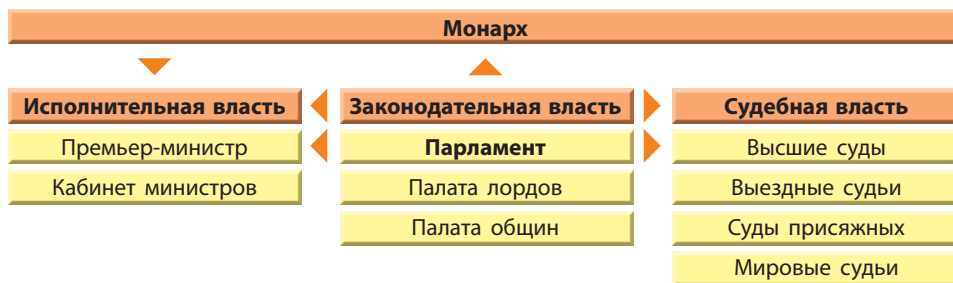 Монарх
Исполнительная власть
Премьер-министр
Кабинет министров
Законодательная власть
Парламент
Палата лордов
Палата общин
Судебная власть
Высшие суды
Выездные судьи
Суды присяжных
Мировые судьи